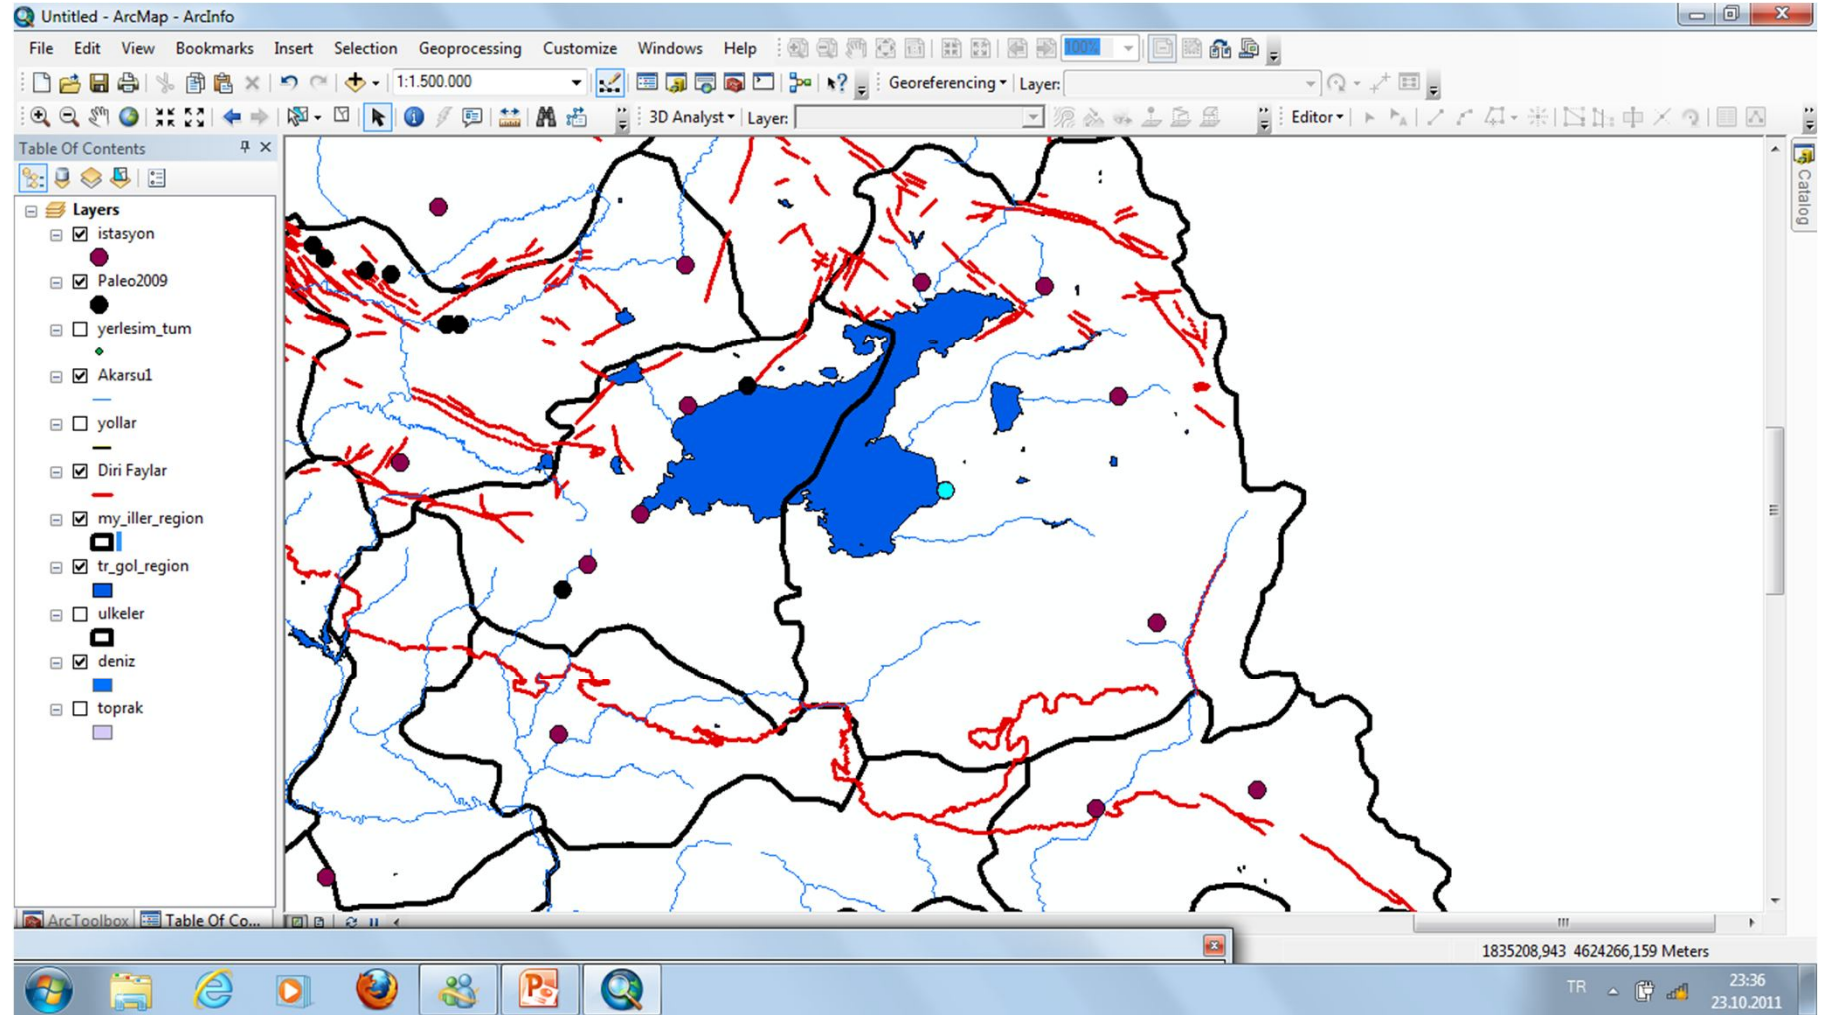 Untitled - ArcMap - ArcInfo
File Edit View Bookmarks Insert Selection Geoprocessing Customize Windows Help 100%
1:1.500.000 Georeferencing Layer:
3D Analyst Layer: Editor
Table Of Contents
Catalog
Layers
istasyon
Paleo2009
yerlesim_tum
Akarsu1
yollar
Diri Faylar
my_iller_region
tr_gol_region
ulkeler
deniz
toprak
ArcToolbox Table Of Co...
1835208,943 4624266,159 Meters
TR 23:36
23.10.2011